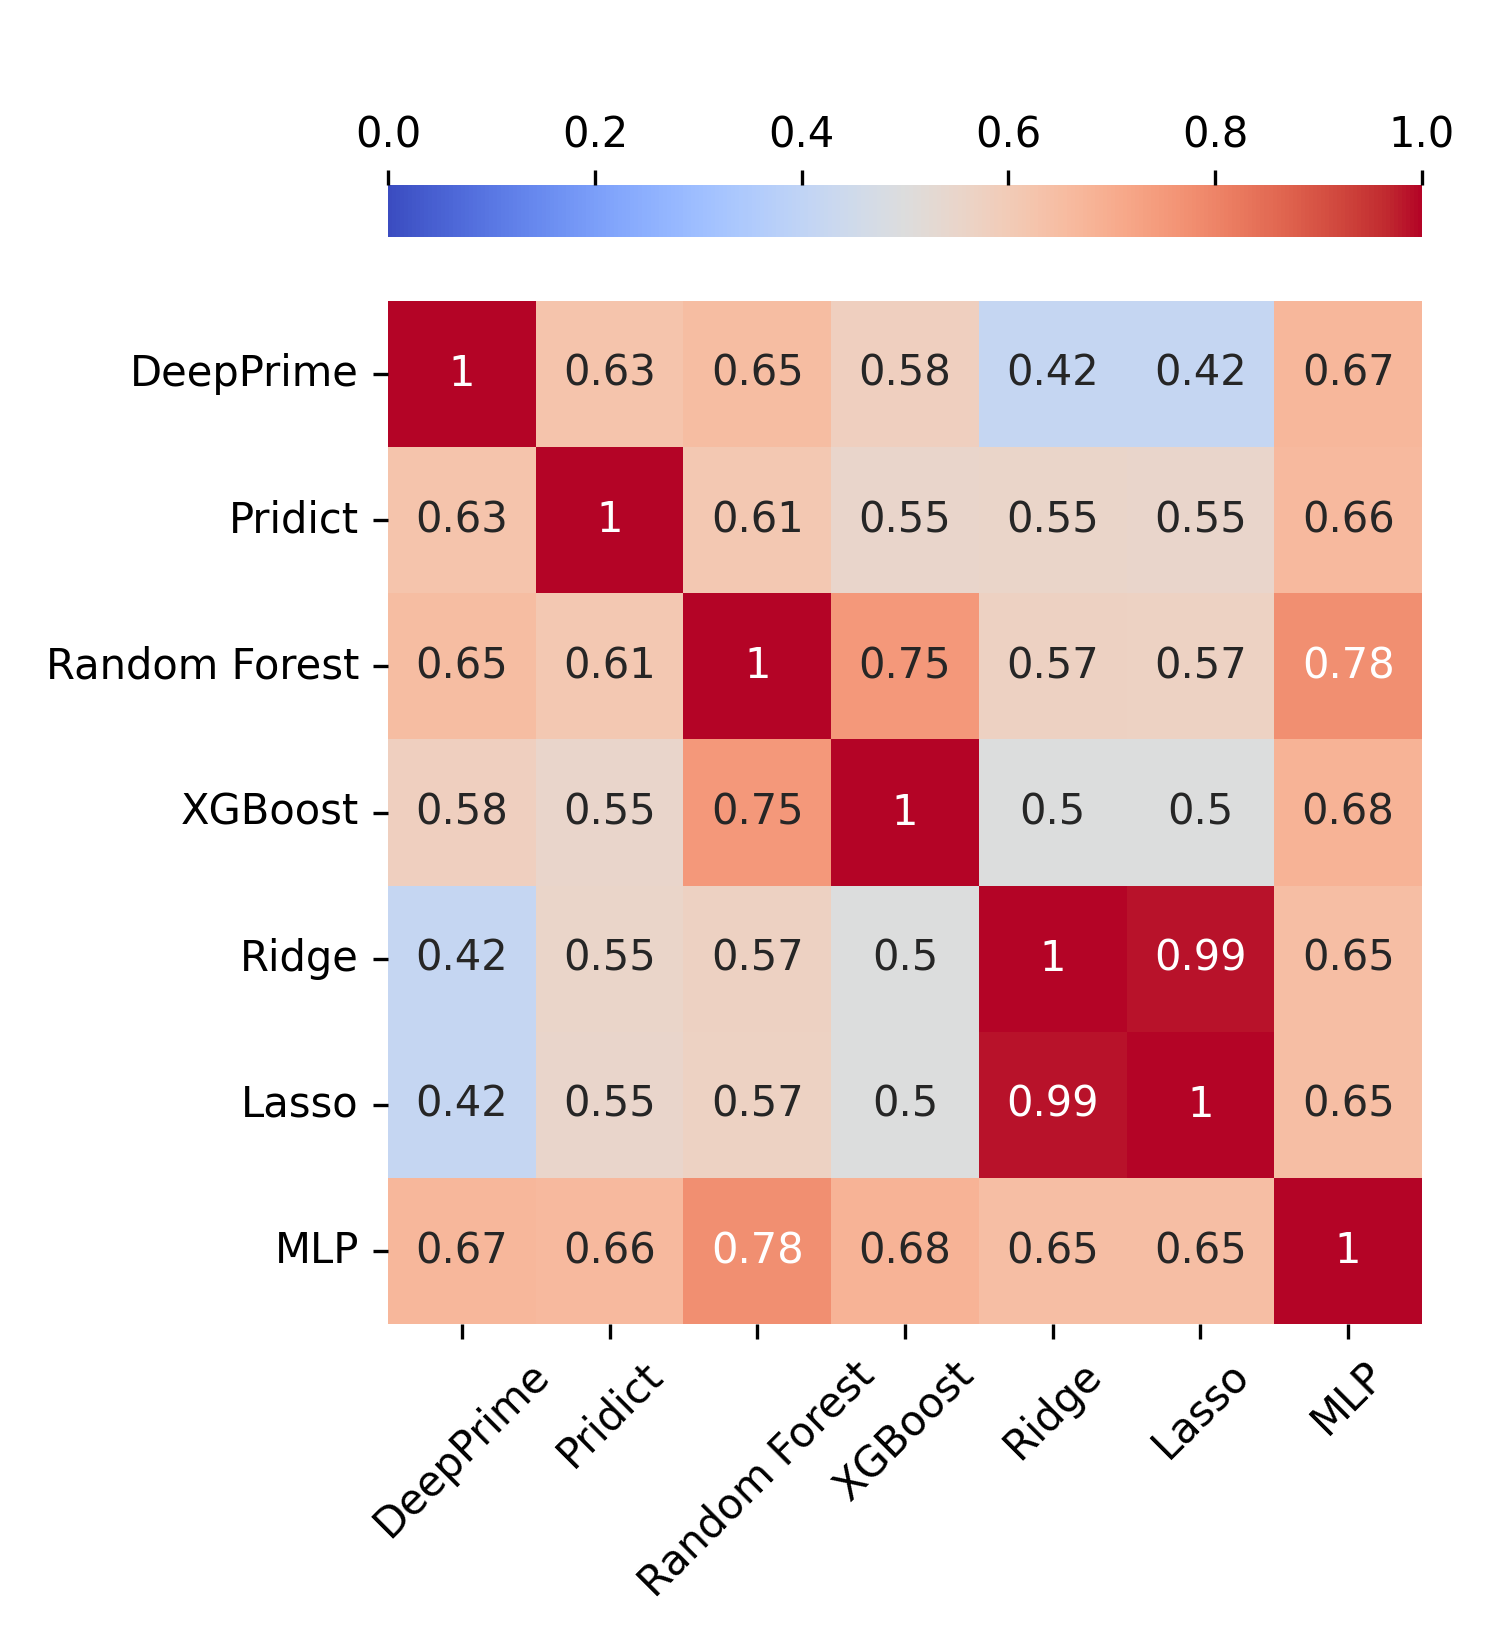 0.0 0.2 0.4 0.6 0.8 1.0
DeepPrime 1 0.63 0.65 0.58 0.42 0.42 0.67
Pridict 0.63 1 0.61 0.55 0.55 0.55 0.66
Random Forest 0.65 0.61 1 0.75 0.57 0.57 0.78
XGBoost 0.58 0.55 0.75 1 0.5 0.5 0.68
Ridge 0.42 0.55 0.57 0.5 1 0.99 0.65
Lasso 0.42 0.55 0.57 0.5 0.99 1 0.65
MLP 0.67 0.66 0.78 0.68 0.65 0.65 1
DeepPrime Pridict Random Forest XGBoost Ridge Lasso MLP